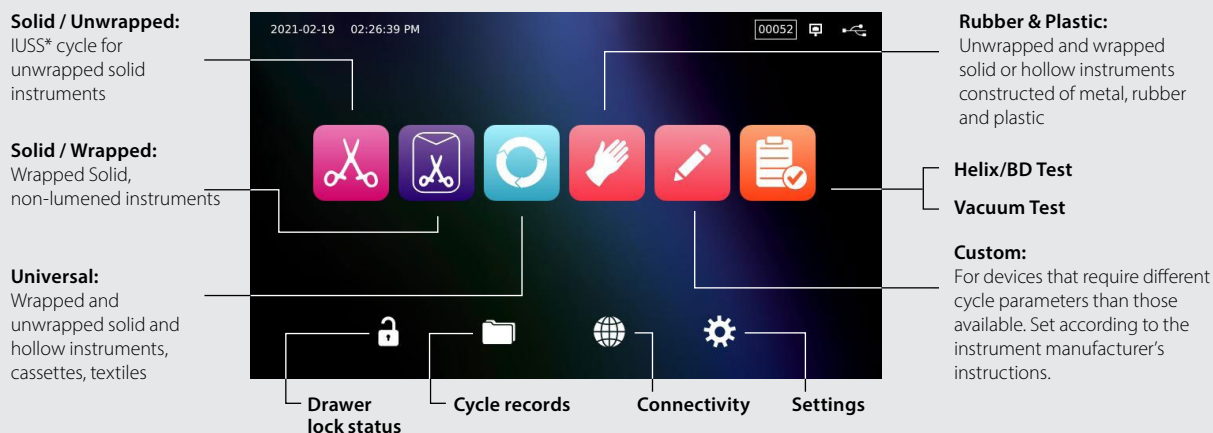 Solid / Unwrapped:
IUSS* cycle for
unwrapped solid
instruments
Solid / Wrapped:
Wrapped Solid,
non-lumened instruments
Universal:
Wrapped and
unwrapped solid and
hollow instruments,
cassettes, textiles
2021-02-19 02:26:39 PM
00052
Drawer
lock status
Cycle records
Connectivity
Settings
Rubber & Plastic:
Unwrapped and wrapped
solid or hollow instruments
constructed of metal, rubber
and plastic
Helix/BD Test
Vacuum Test
Custom:
For devices that require different
cycle parameters than those
available. Set according to the
instrument manufacturer's
instructions.